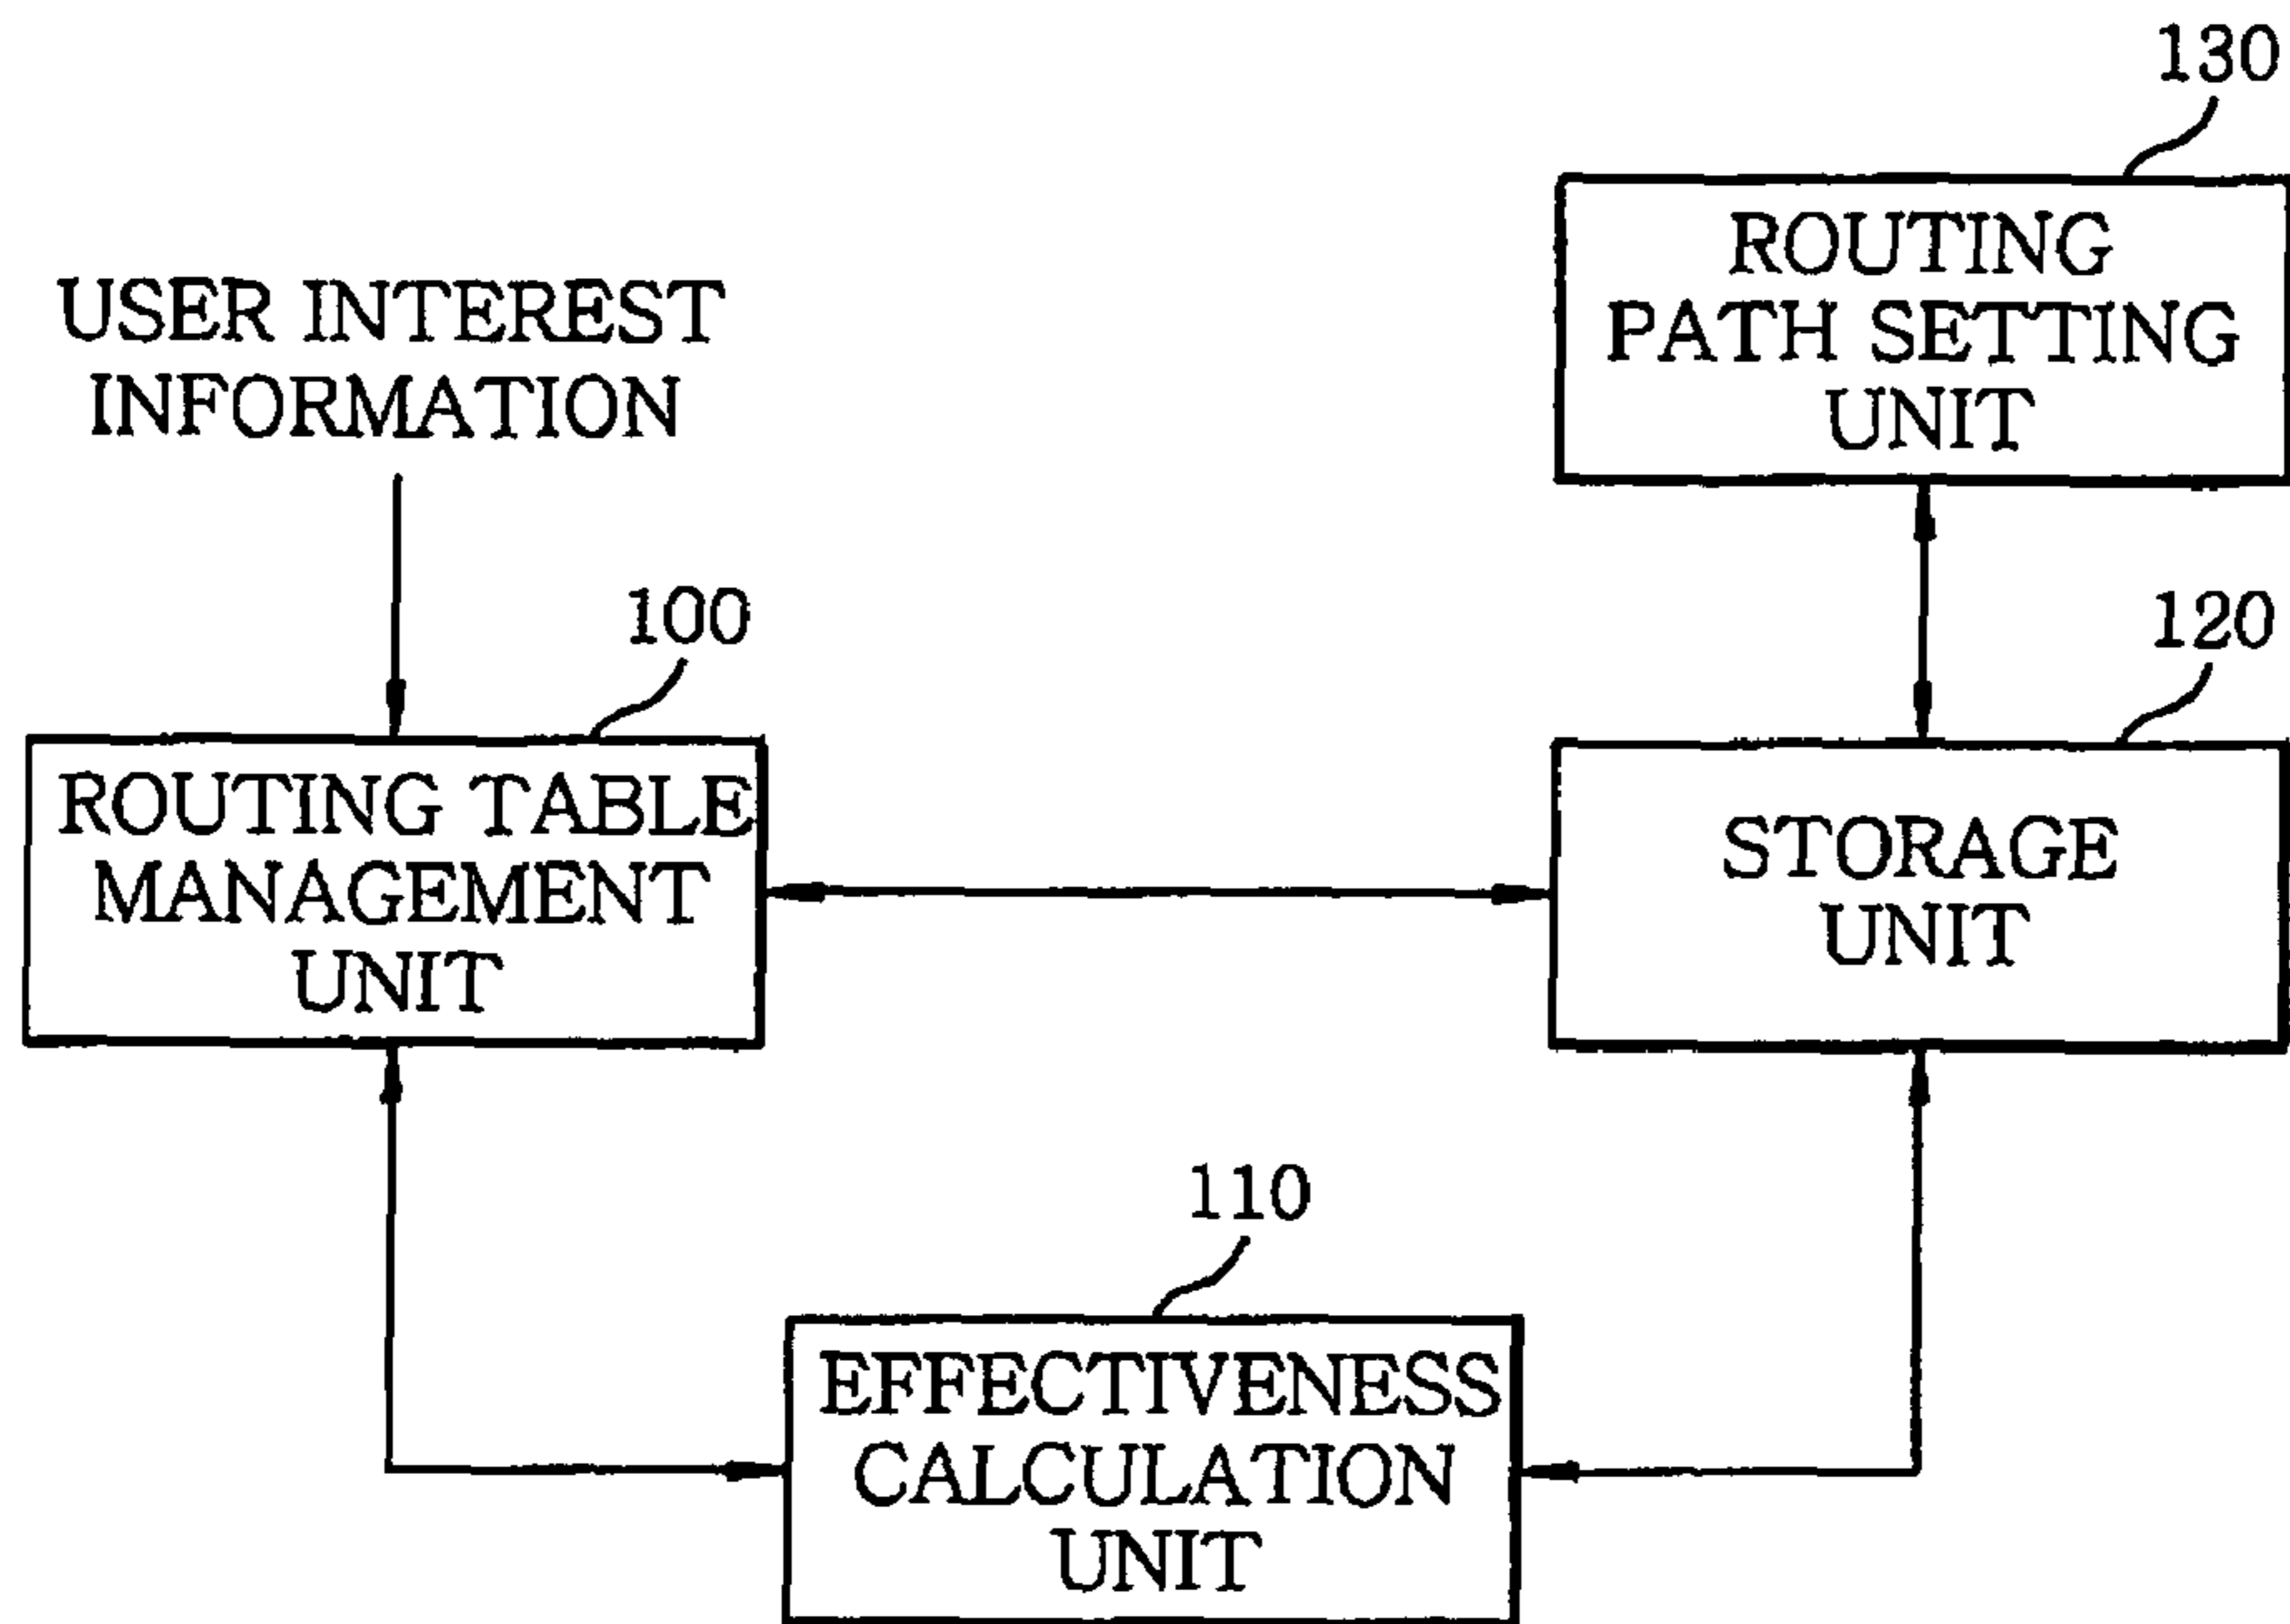 130
ROUTING
PATH SETTING
UNIT
USER INTEREST
INFORMATION
100
120
ROUTING TABLE
MANAGEMENT
UNIT
STORAGE
UNIT
110
EFFECTIVENESS
CALCULATION
UNIT